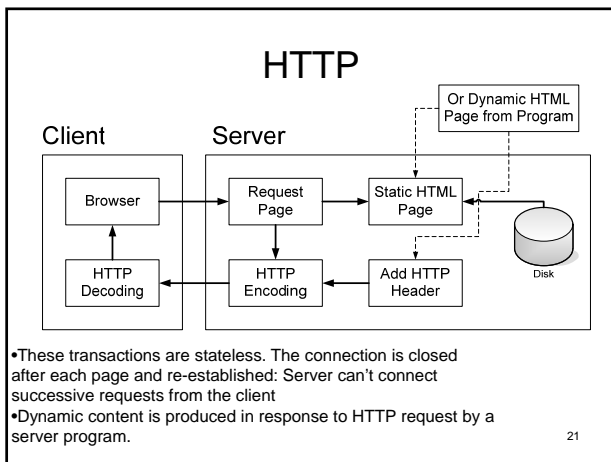 HTTP
Or Dynamic HTML
Page from Program
Client
Server
Browser
Request
Page
Static HTML
Page
HTTP
Decoding
HTTP
Encoding
Add HTTP
Header
Disk
•These transactions are stateless. The connection is closed
after each page and re-established: Server can't connect
successive requests from the client
•Dynamic content is produced in response to HTTP request by a
server program.
21